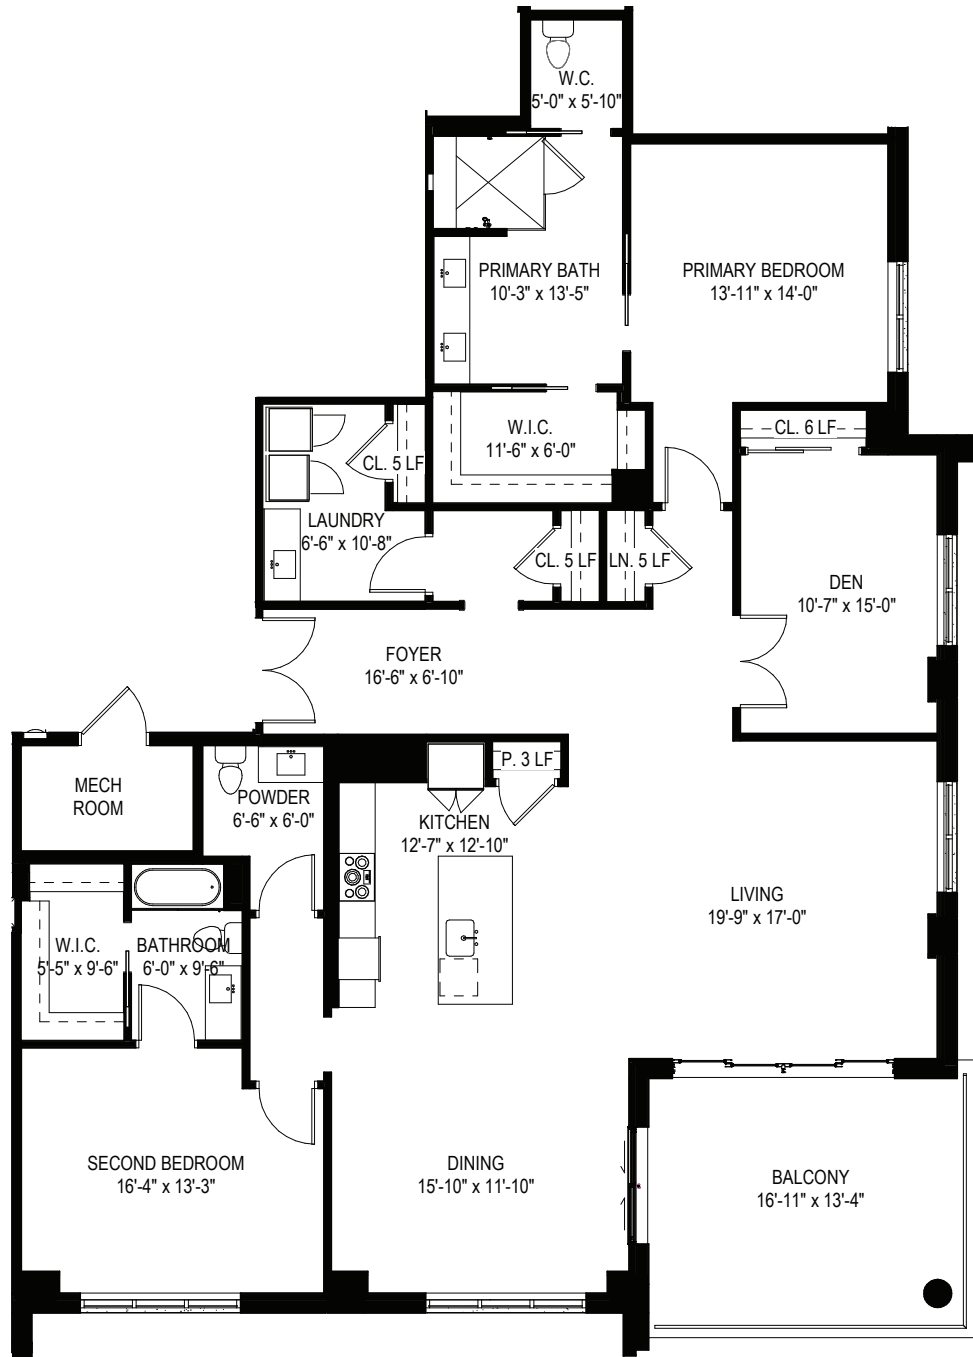 W.C.
5'-0" x 5'-10"
PRIMARY BATH
10'-3" x 13'-5"
PRIMARY BEDROOM
13'-11" x 14'-0"
W.I.C.
11'-6" x 6'-0"
CL. 6 LF
CL. 5 LF
LAUNDRY
6'-6" x 10'-8"
CL. 5 LF
LN. 5 LF
DEN
10'-7" x 15'-0"
FOYER
16'-6" x 6'-10"
MECH
ROOM
POWDER
6'-6" x 6'-0"
P. 3 LF
KITCHEN
12'-7" x 12'-10"
LIVING
19'-9" x 17'-0"
W.I.C.
5'-5" x 9'-6"
BATHROOM
6'-0" x 9'-6"
SECOND BEDROOM
16'-4" x 13'-3"
DINING
15'-10" x 11'-10"
BALCONY
16'-11" x 13'-4"